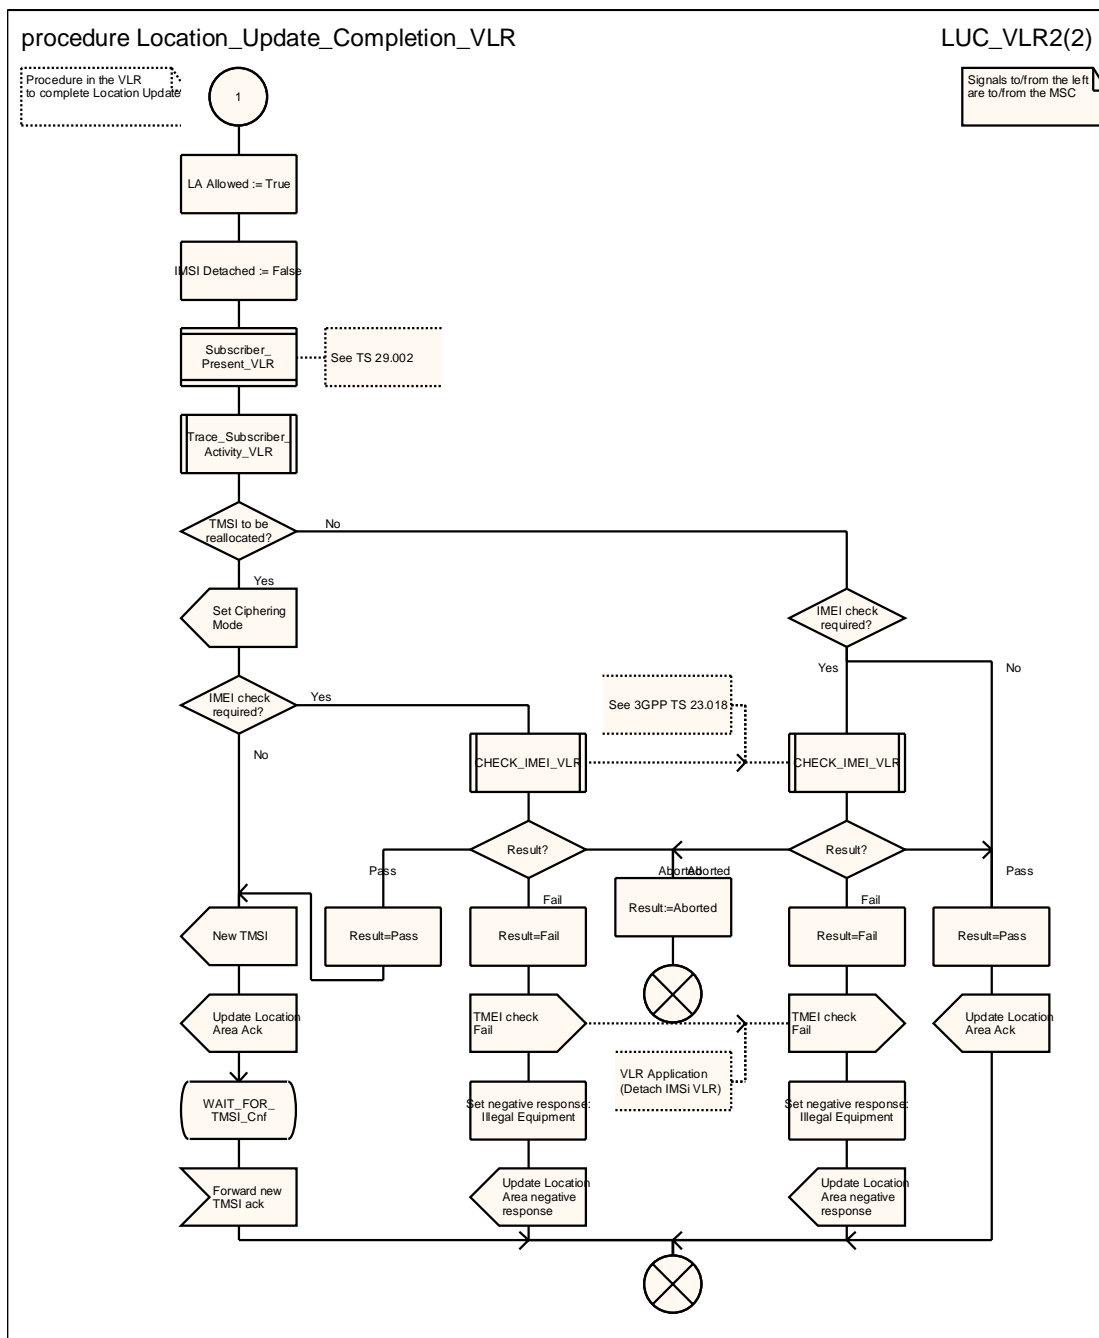 procedure Location_Update_Completion_VLR
LUC_VLR2(2)
Procedure in the VLR
to complete Location Update
1
Signals to/from the left
are to/from the MSC
LA Allowed := True
IMSI Detached := False
Subscriber_
Present_VLR
See TS 29.002
Trace_Subscriber_
Activity_VLR
TMSI to be
reallocated?
No
Yes
Set Ciphering
Mode
IMEI check
required?
Yes
No
IMEI check
required?
Yes
See 3GPP TS 23.018
No
CHECK_IMEI_VLR
CHECK_IMEI_VLR
Result?
Result?
Pass
Aborted
Aborted
Pass
Fail
Fail
Result:=Aborted
New TMSI
Result=Pass
Result=Fail
Result=Fail
Result=Pass
Update Location
Area Ack
TMEI check
Fail
TMEI check
Fail
Update Location
Area Ack
VLR Application
(Detach IMSi VLR)
WAIT_FOR_
TMSI_Cnf
Set negative response:
Illegal Equipment
Set negative response:
Illegal Equipment
Forward new
TMSI ack
Update Location
Area negative
response
Update Location
Area negative
response